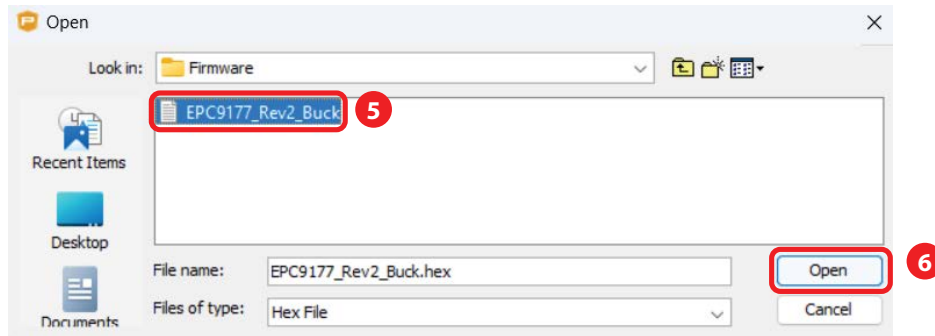 Open
Look in: Firmware
EPC9177_Rev2_Buck 5
Recent Items
Desktop
Documents
File name: EPC9177_Rev2_Buck.hex
Open 6
Files of type: Hex File
Cancel